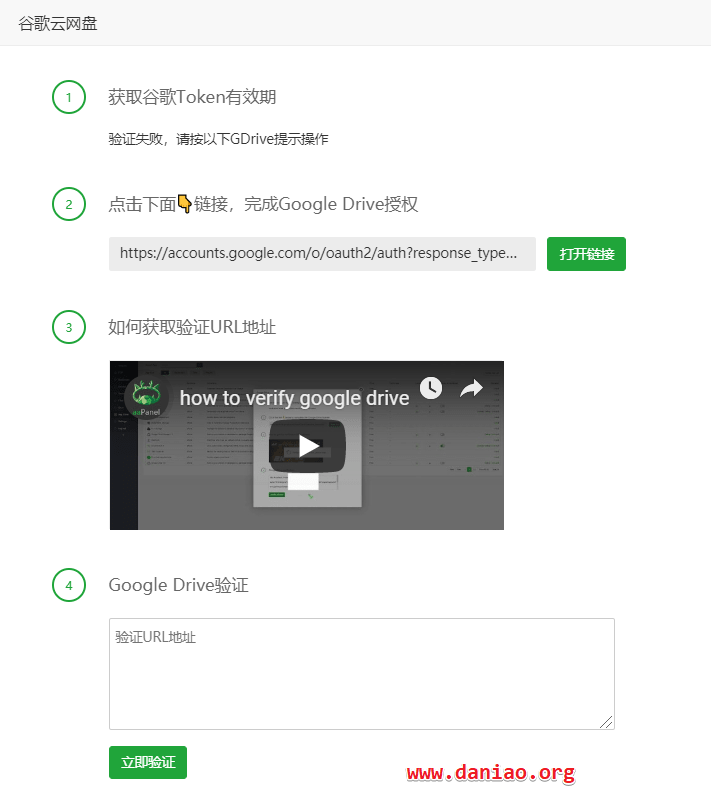 谷歌云网盘
1
获取谷歌Token有效期
验证失败，请按以下GDrive提示操作
2
点击下面👇链接，完成Google Drive授权
https://accounts.google.com/o/oauth2/auth?response_type...
打开链接
3
如何获取验证URL地址
aaPanel
how to verify google drive
4
Google Drive验证
验证URL地址
立即验证
www.daniao.org